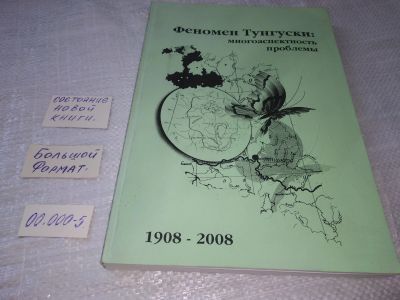 Феномен Тунгуски:
многоаспектность
проблемы
1908 - 2008
СОСТОЯНИЕ
НОВОЙ
КНИГИ.
БОЛЬШОЙ
ФОРМАТ.
00.000-5